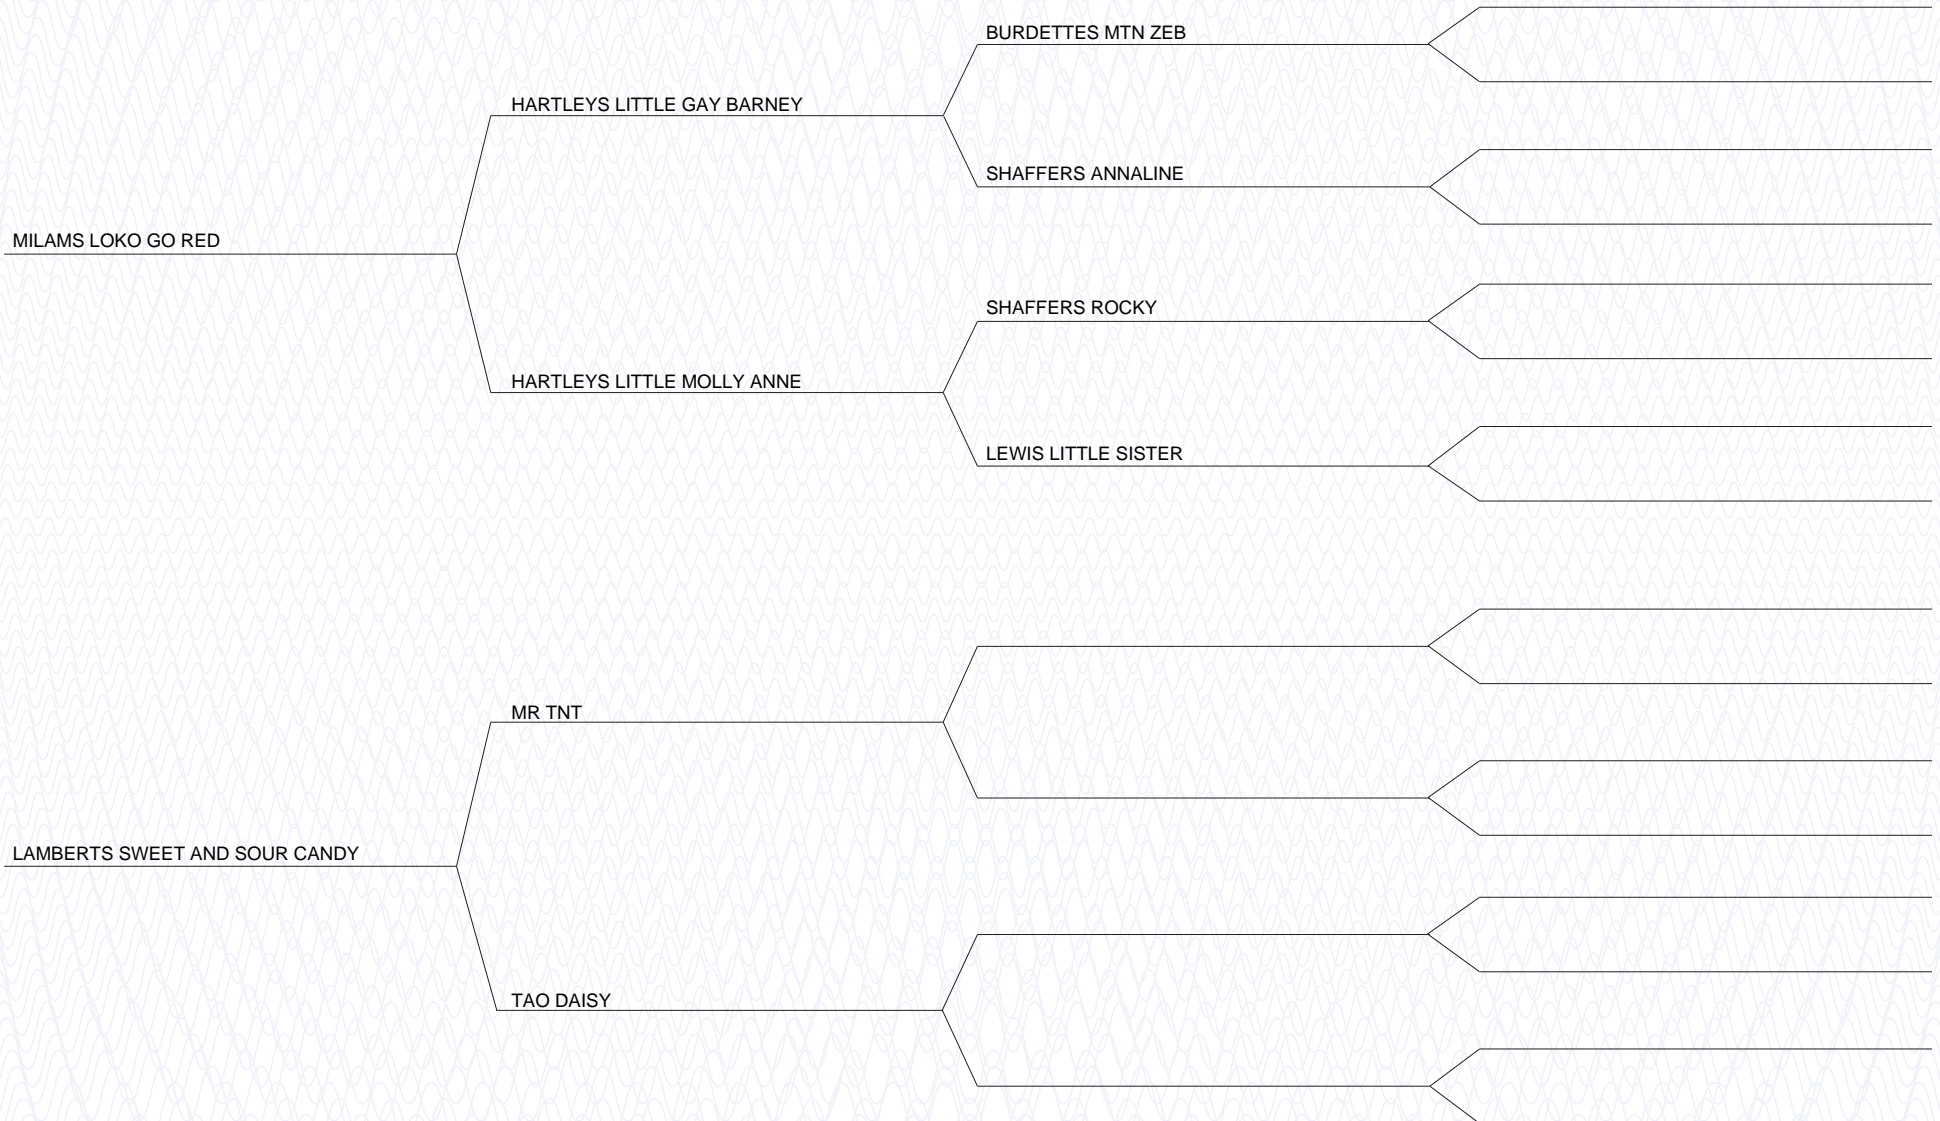 BURDETTES MTN ZEB
HARTLEYS LITTLE GAY BARNEY
SHAFFERS ANNALINE
MILAMS LOKO GO RED
SHAFFERS ROCKY
HARTLEYS LITTLE MOLLY ANNE
LEWIS LITTLE SISTER
MR TNT
LAMBERTS SWEET AND SOUR CANDY
TAO DAISY